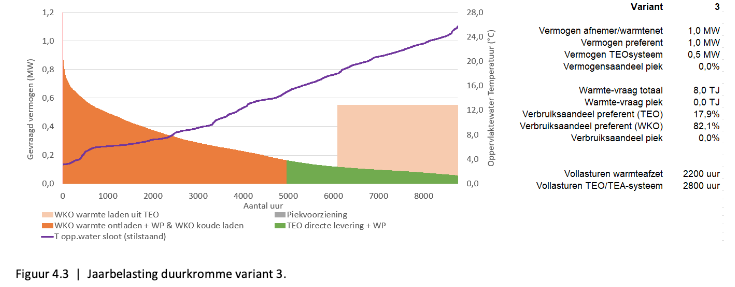 1,2
1,0
0,8
0,6
0,4
0,2
0,0
Gevraagd vermogen (MW)
28,0
24,0
20,0
16,0
12,0
8,0
4,0
0,0
Oppervlaktewater Temperatuur (°C)
0 1000 2000 3000 4000 5000 6000 7000 8000
Aantal uur
WKO warmte laden uit TEO
Piekvoorziening
WKO warmte ontladen + WP & WKO koude laden
TEO directe levering + WP
T opp.water sloot (stilstaand)
Variant 3
Vermogen afnemer/warmtenet 1,0 MW
Vermogen preferent 1,0 MW
Vermogen TEOsysteem 0,5 MW
Vermogensaandeel piek 0.0%
Warmte-vraag totaal 8.0 TJ
Warmte-vraag piek 0.0 TJ
Verbruiksaandeel preferent (TEO) 17.9%
Verbruiksaandeel preferent (WKO) 82,1%
Verbruiksaandeel piek 0.0%
Vollasturen warmteafzet 2200 uur
Vollasturen TEO/TEA-systeem 2800 uur
Figuur 4.3 | Jaarbelasting duurkromme variant 3.